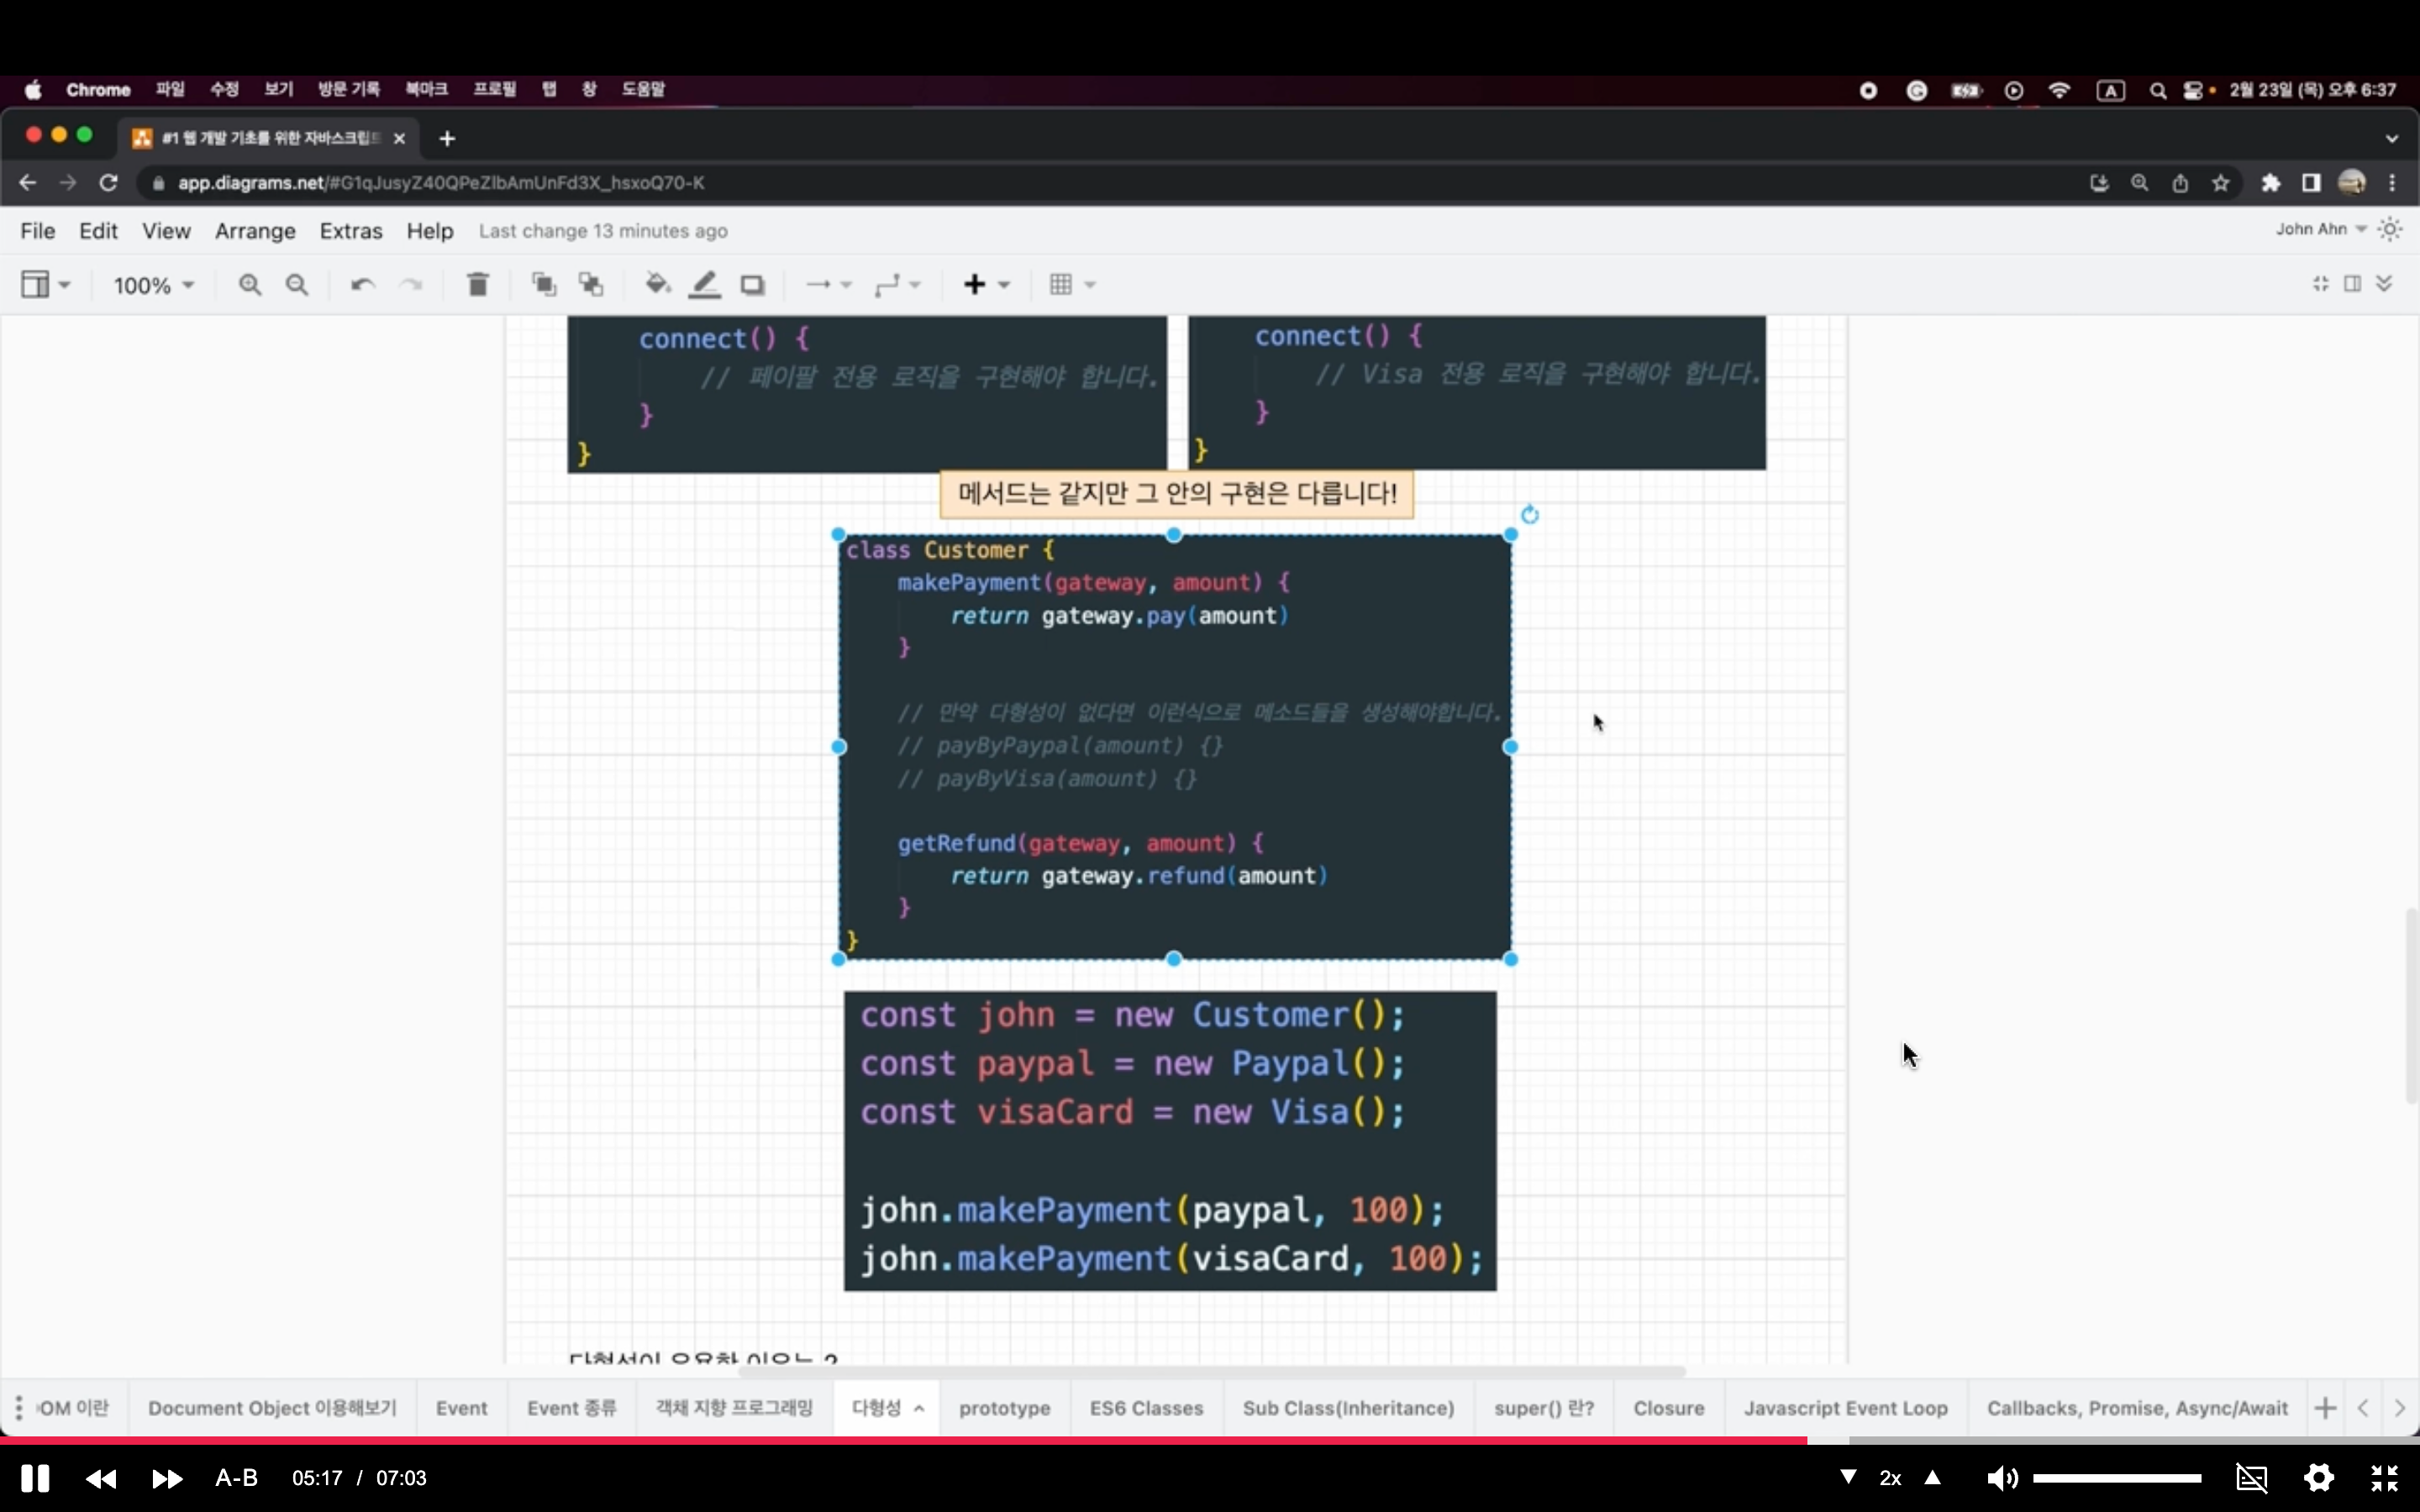 Chrome 파일 수정 보기 방문 기록 북마크 프로필 탭 창 도움말 A 2월 23일 (목) 오후 6:37
#1 웹 개발 기초를 위한 자바스크립트
app.diagrams.net/#G1qJusyZ40QPeZlbAmUnFd3X_hsxoQ70-K
File Edit View Arrange Extras Help Last change 13 minutes ago John Ahn
100%
connect() {
// 페이팔 전용 로직을 구현해야 합니다.
}
}
connect() {
// Visa 전용 로직을 구현해야 합니다.
}
}
메서드는 같지만 그 안의 구현은 다릅니다!
class Customer {
makePayment(gateway, amount) {
return gateway.pay(amount)
}
// 만약 다형성이 없다면 이런식으로 메소드들을 생성해야합니다.
// payByPaypal(amount) {}
// payByVisa(amount) {}
getRefund(gateway, amount) {
return gateway.refund(amount)
}
}
const john = new Customer();
const paypal = new Paypal();
const visaCard = new Visa();
john.makePayment(paypal, 100);
john.makePayment(visaCard, 100);
다형성이 유용한 이유는 ?
OM 이란 Document Object 이용해보기 Event Event 종류 객체 지향 프로그래밍 다형성 prototype ES6 Classes Sub Class(Inheritance) super() 란? Closure Javascript Event Loop Callbacks, Promise, Async/Await
A-B 05:17 / 07:03 2x